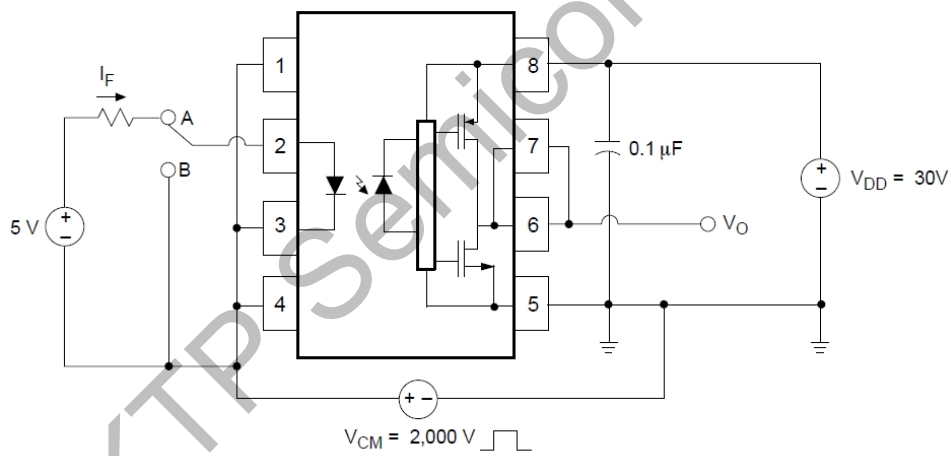 XTP Semicon
1
2
3
4
8
7
6
5
I_F
A
B
5 V
+
−
0.1 μF
+
−
V_DD = 30V
V_O
+ −
V_CM = 2,000 V